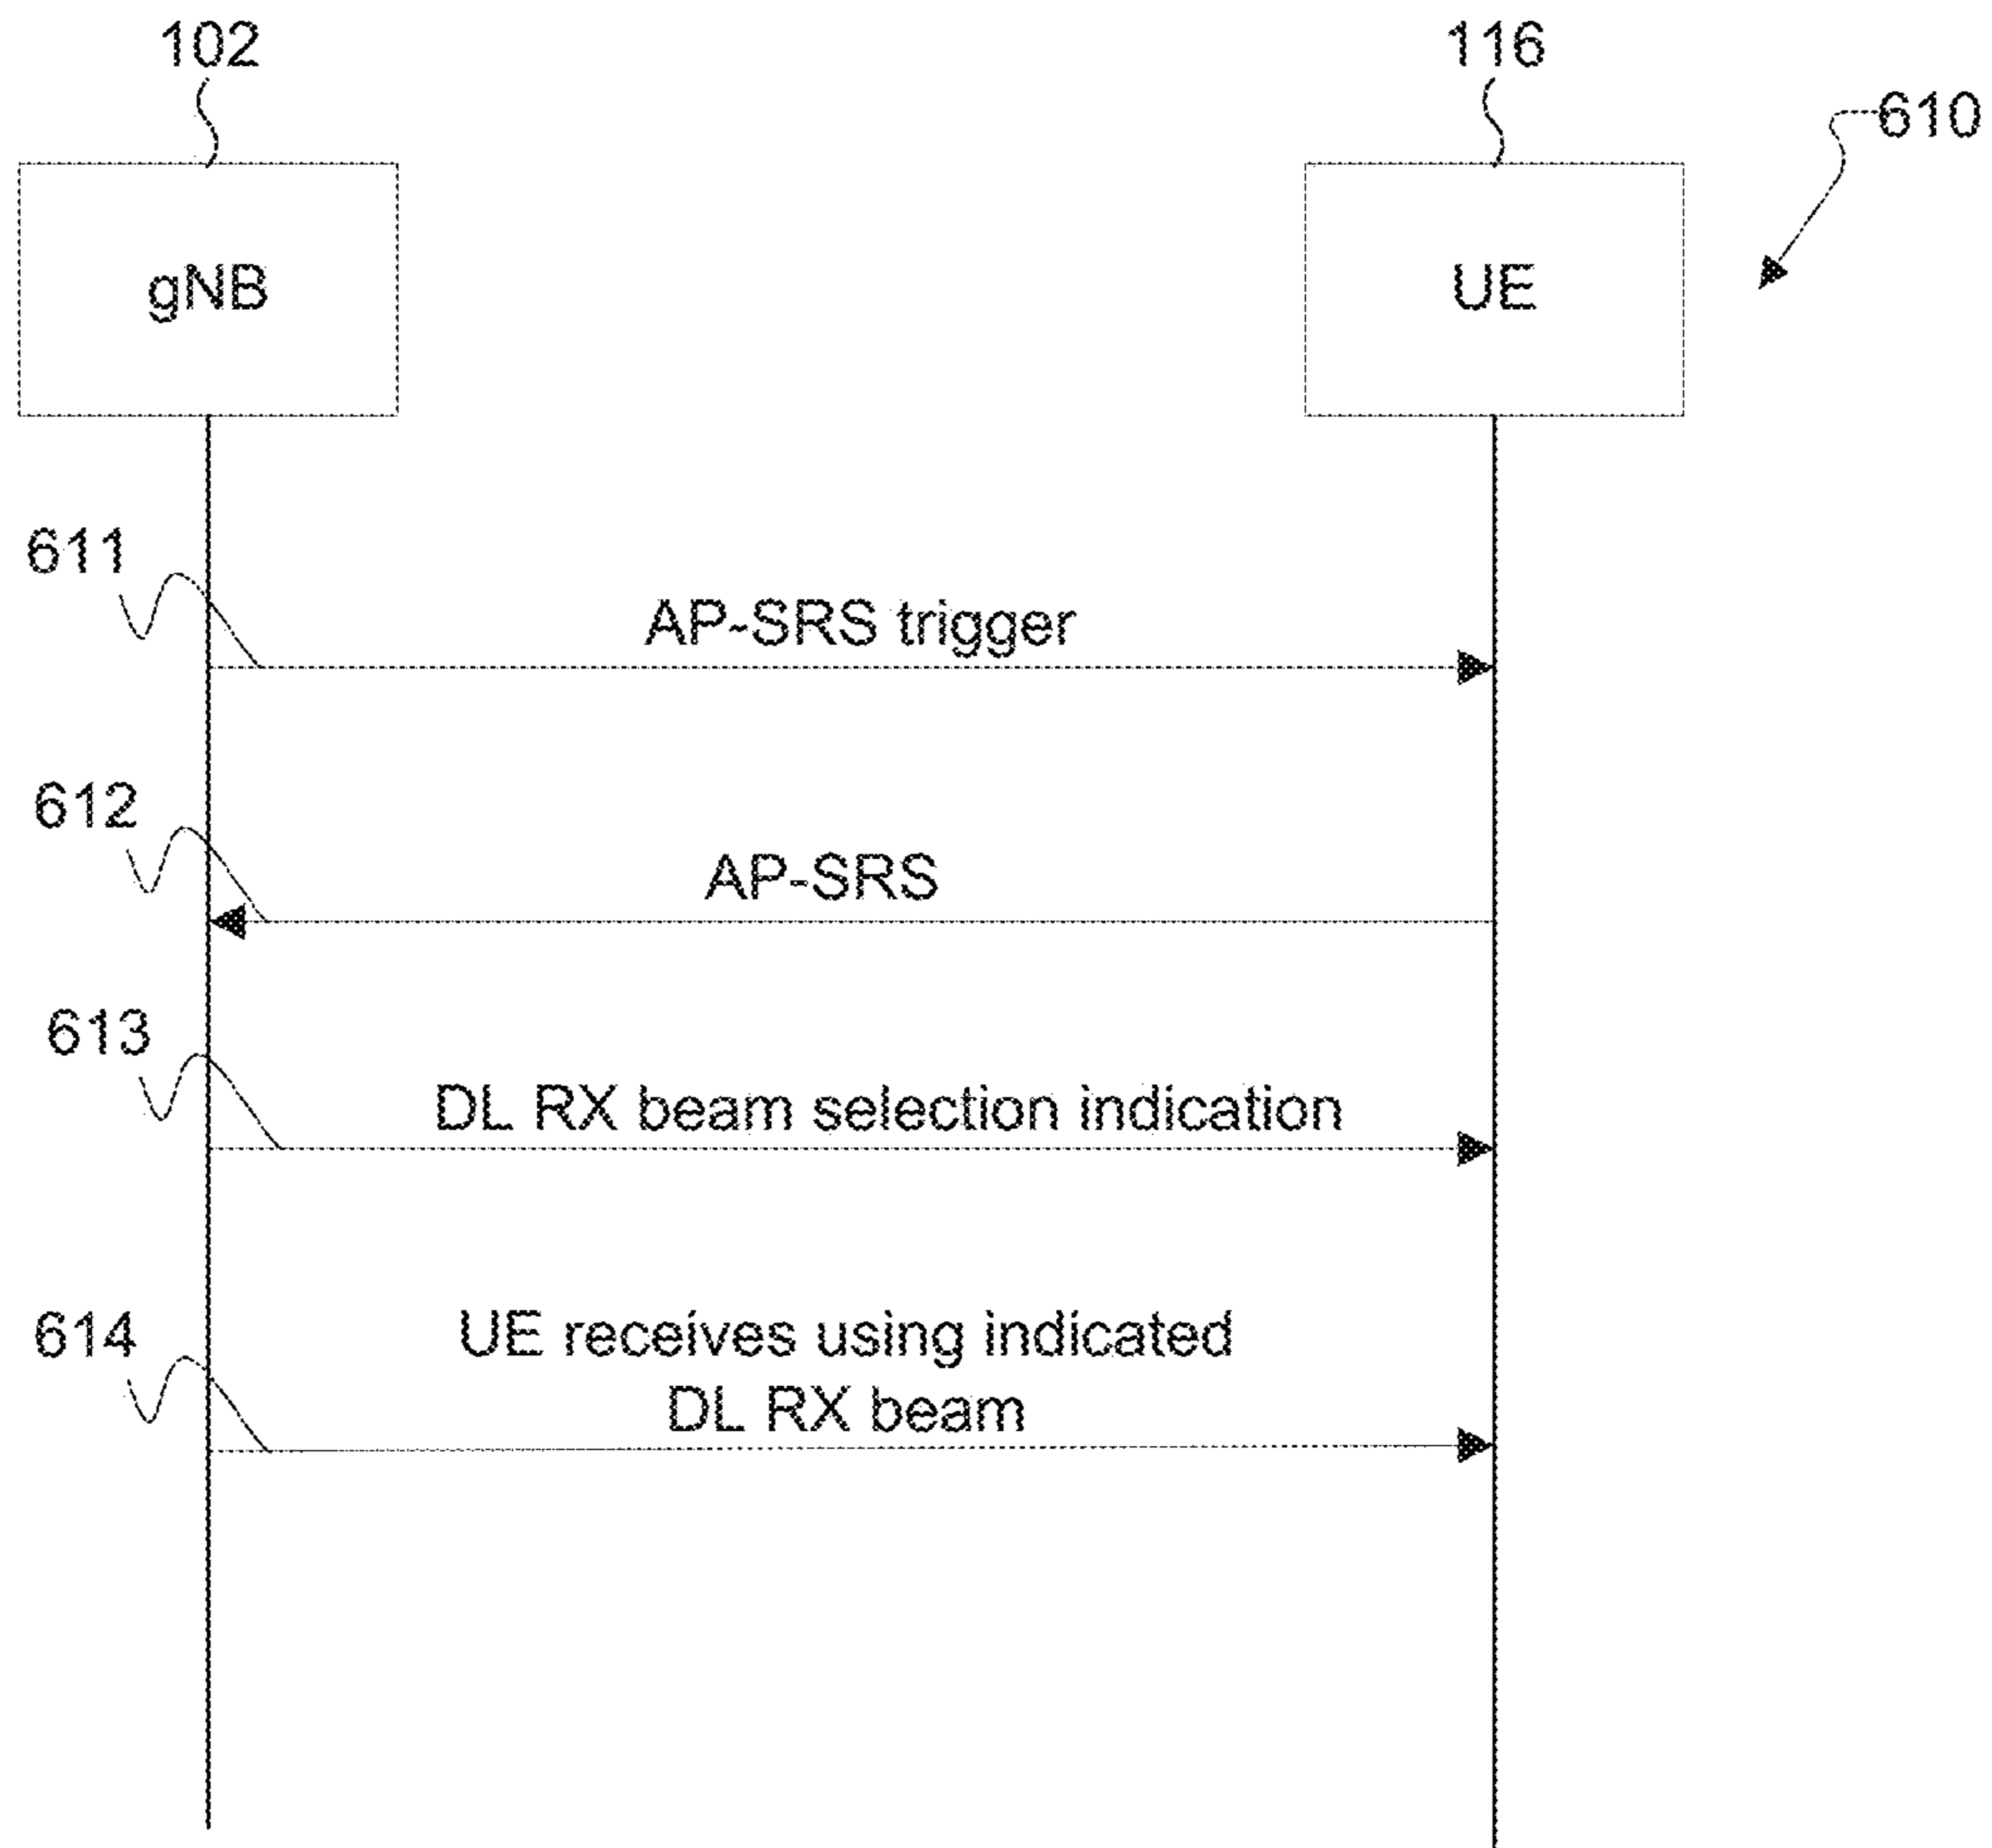 102
116
610
gNB
UE
611
AP-SRS trigger
612
AP-SRS
613
DL RX beam selection indication
614
UE receives using indicated
DL RX beam